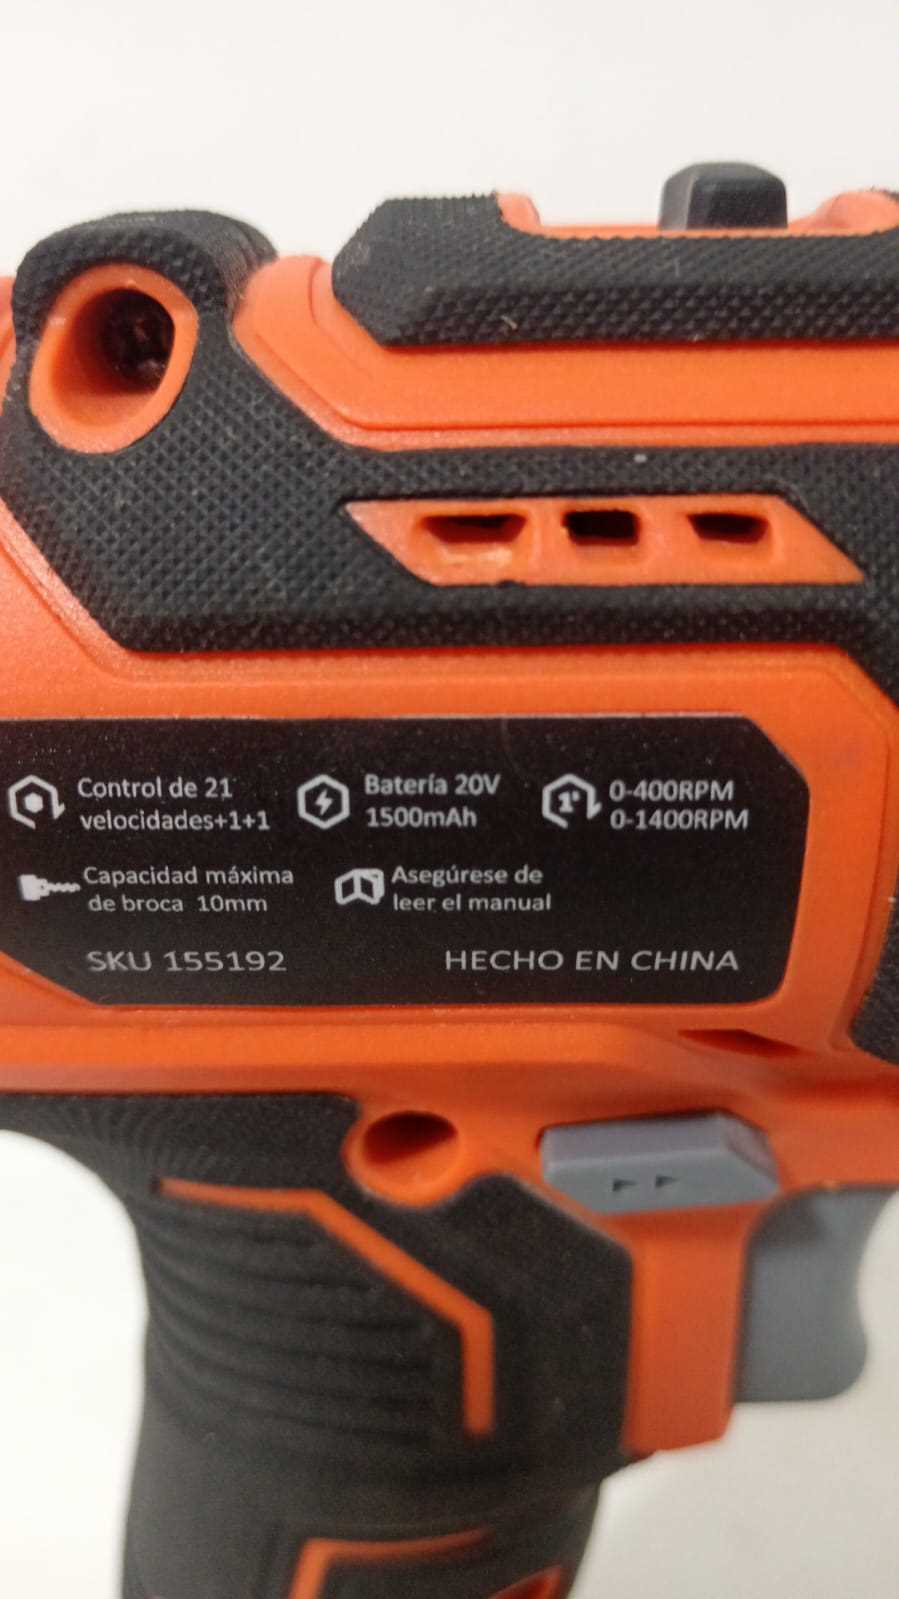 Control de 21
velocidades+1+1
Batería 20V
1500mAh
0-400RPM
0-1400RPM
Capacidad máxima
de broca 10mm
Asegúrese de
leer el manual
SKU 155192
HECHO EN CHINA